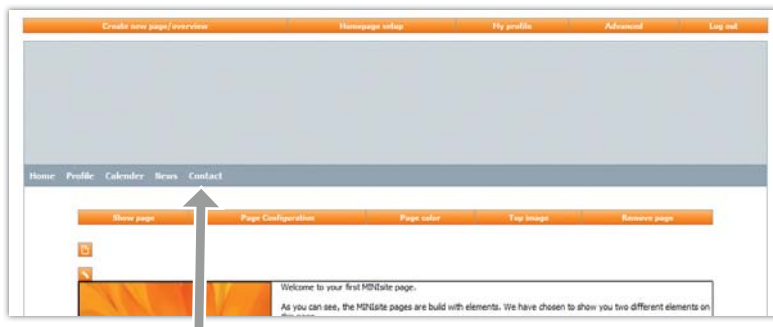 Create new page/overview Homepage setup My profile Advanced Log out
Home Profile Calender News Contact
Show page Page Configuration Page color Top image Remove page
Welcome to your first MINIsite page.
As you can see, the MINIsite pages are build with elements. We have chosen to show you two different elements on